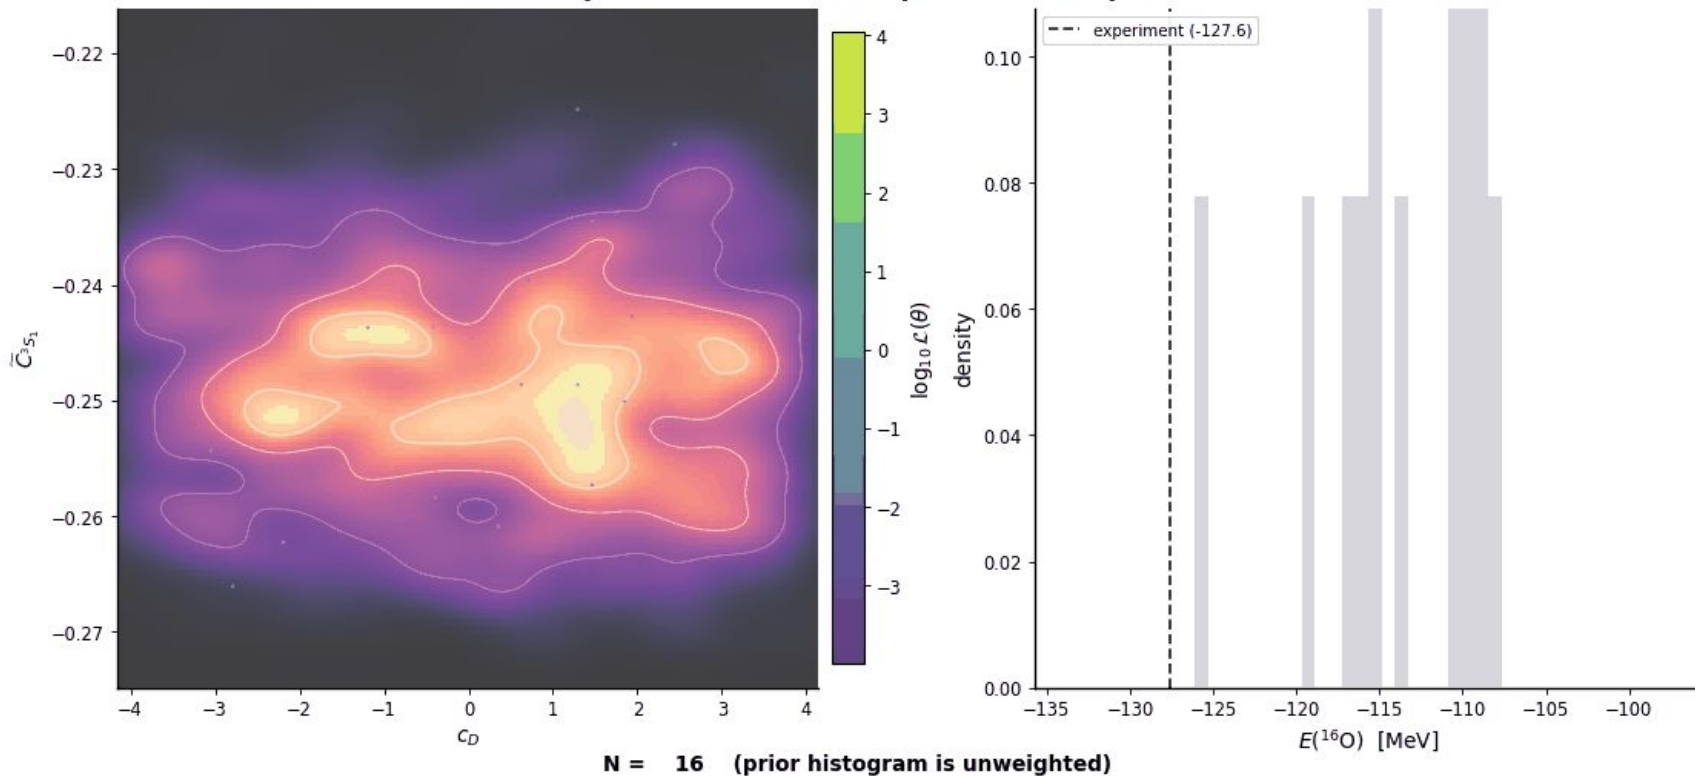 −0.22
−0.23
−0.24
−0.25
−0.26
−0.27
C̃³S₁
−4 −3 −2 −1 0 1 2 3 4
c_D
4
3
2
1
0
−1
−2
−3
log₁₀ ℒ(θ)
experiment (-127.6)
0.10
0.08
0.06
0.04
0.02
0.00
density
−135 −130 −125 −120 −115 −110 −105 −100
E(¹⁶O) [MeV]
N = 16 (prior histogram is unweighted)